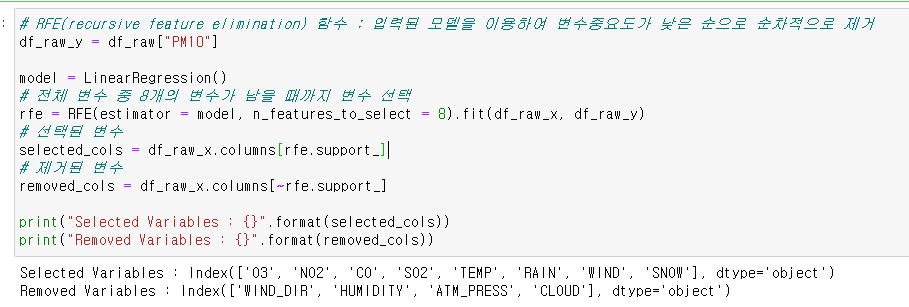 # RFE(recursive feature elimination) 함수 : 입력된 모델을 이용하여 변수중요도가 낮은 순으로 순차적으로 제거
df_raw_y = df_raw["PM10"]
model = LinearRegression()
# 전체 변수 중 8개의 변수가 남을 때까지 변수 선택
rfe = RFE(estimator = model, n_features_to_select = 8).fit(df_raw_x, df_raw_y)
# 선택된 변수
selected_cols = df_raw_x.columns[rfe.support_]
# 제거된 변수
removed_cols = df_raw_x.columns[~rfe.support_]
print("Selected Variables : {}".format(selected_cols))
print("Removed Variables : {}".format(removed_cols))
Selected Variables : Index(['O3', 'NO2', 'CO', 'SO2', 'TEMP', 'RAIN', 'WIND', 'SNOW'], dtype='object')
Removed Variables : Index(['WIND_DIR', 'HUMIDITY', 'ATM_PRESS', 'CLOUD'], dtype='object')